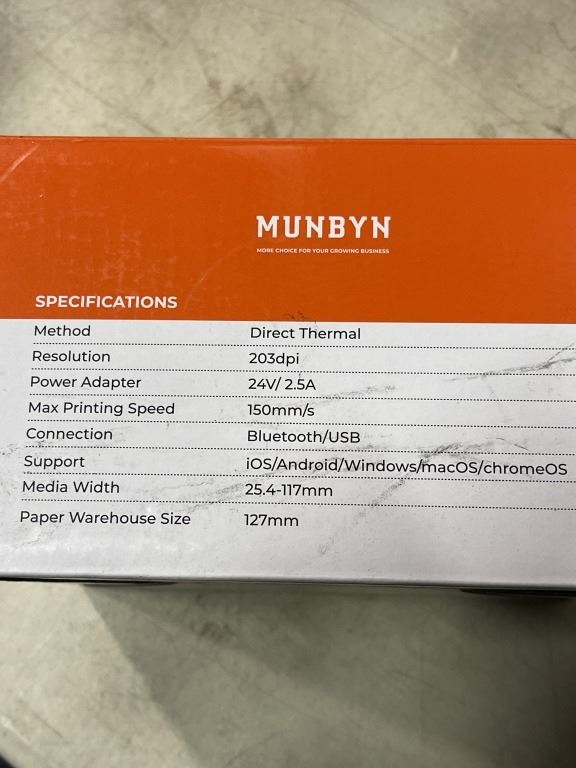 MUNBYN
MORE CHOICE FOR YOUR GROWING BUSINESS
SPECIFICATIONS
Method Direct Thermal
Resolution 203dpi
Power Adapter 24V/ 2.5A
Max Printing Speed 150mm/s
Connection Bluetooth/USB
Support iOS/Android/Windows/macOS/chromeOS
Media Width 25.4-117mm
Paper Warehouse Size 127mm